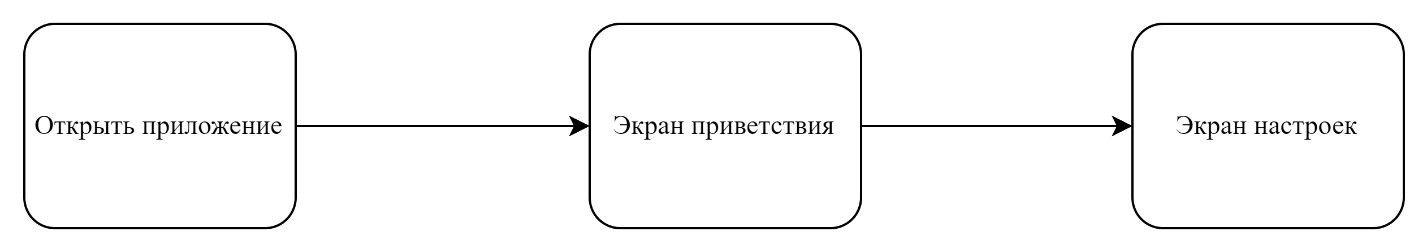 Открыть приложение
Экран приветствия
Экран настроек